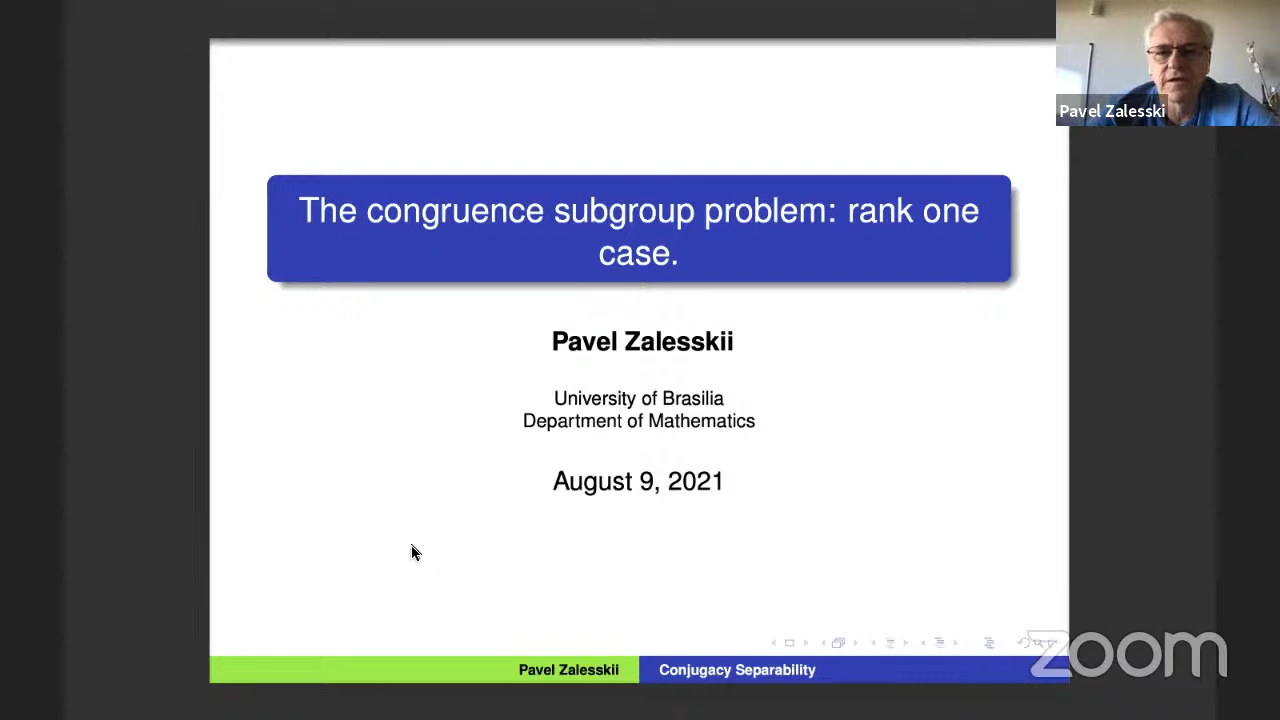 Pavel Zalesski
The congruence subgroup problem: rank one
case.
Pavel Zalesskii
University of Brasilia
Department of Mathematics
August 9, 2021
Pavel Zalesskii
Conjugacy Separability
zoom